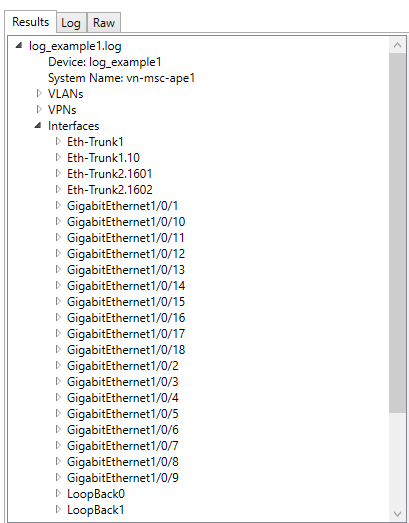 Results Log Raw
log_example1.log
Device: log_example1
System Name: vn-msc-ape1
VLANs
VPNs
Interfaces
Eth-Trunk1
Eth-Trunk1.10
Eth-Trunk2.1601
Eth-Trunk2.1602
GigabitEthernet1/0/1
GigabitEthernet1/0/10
GigabitEthernet1/0/11
GigabitEthernet1/0/12
GigabitEthernet1/0/13
GigabitEthernet1/0/14
GigabitEthernet1/0/15
GigabitEthernet1/0/16
GigabitEthernet1/0/17
GigabitEthernet1/0/18
GigabitEthernet1/0/2
GigabitEthernet1/0/3
GigabitEthernet1/0/4
GigabitEthernet1/0/5
GigabitEthernet1/0/6
GigabitEthernet1/0/7
GigabitEthernet1/0/8
GigabitEthernet1/0/9
LoopBack0
LoopBack1